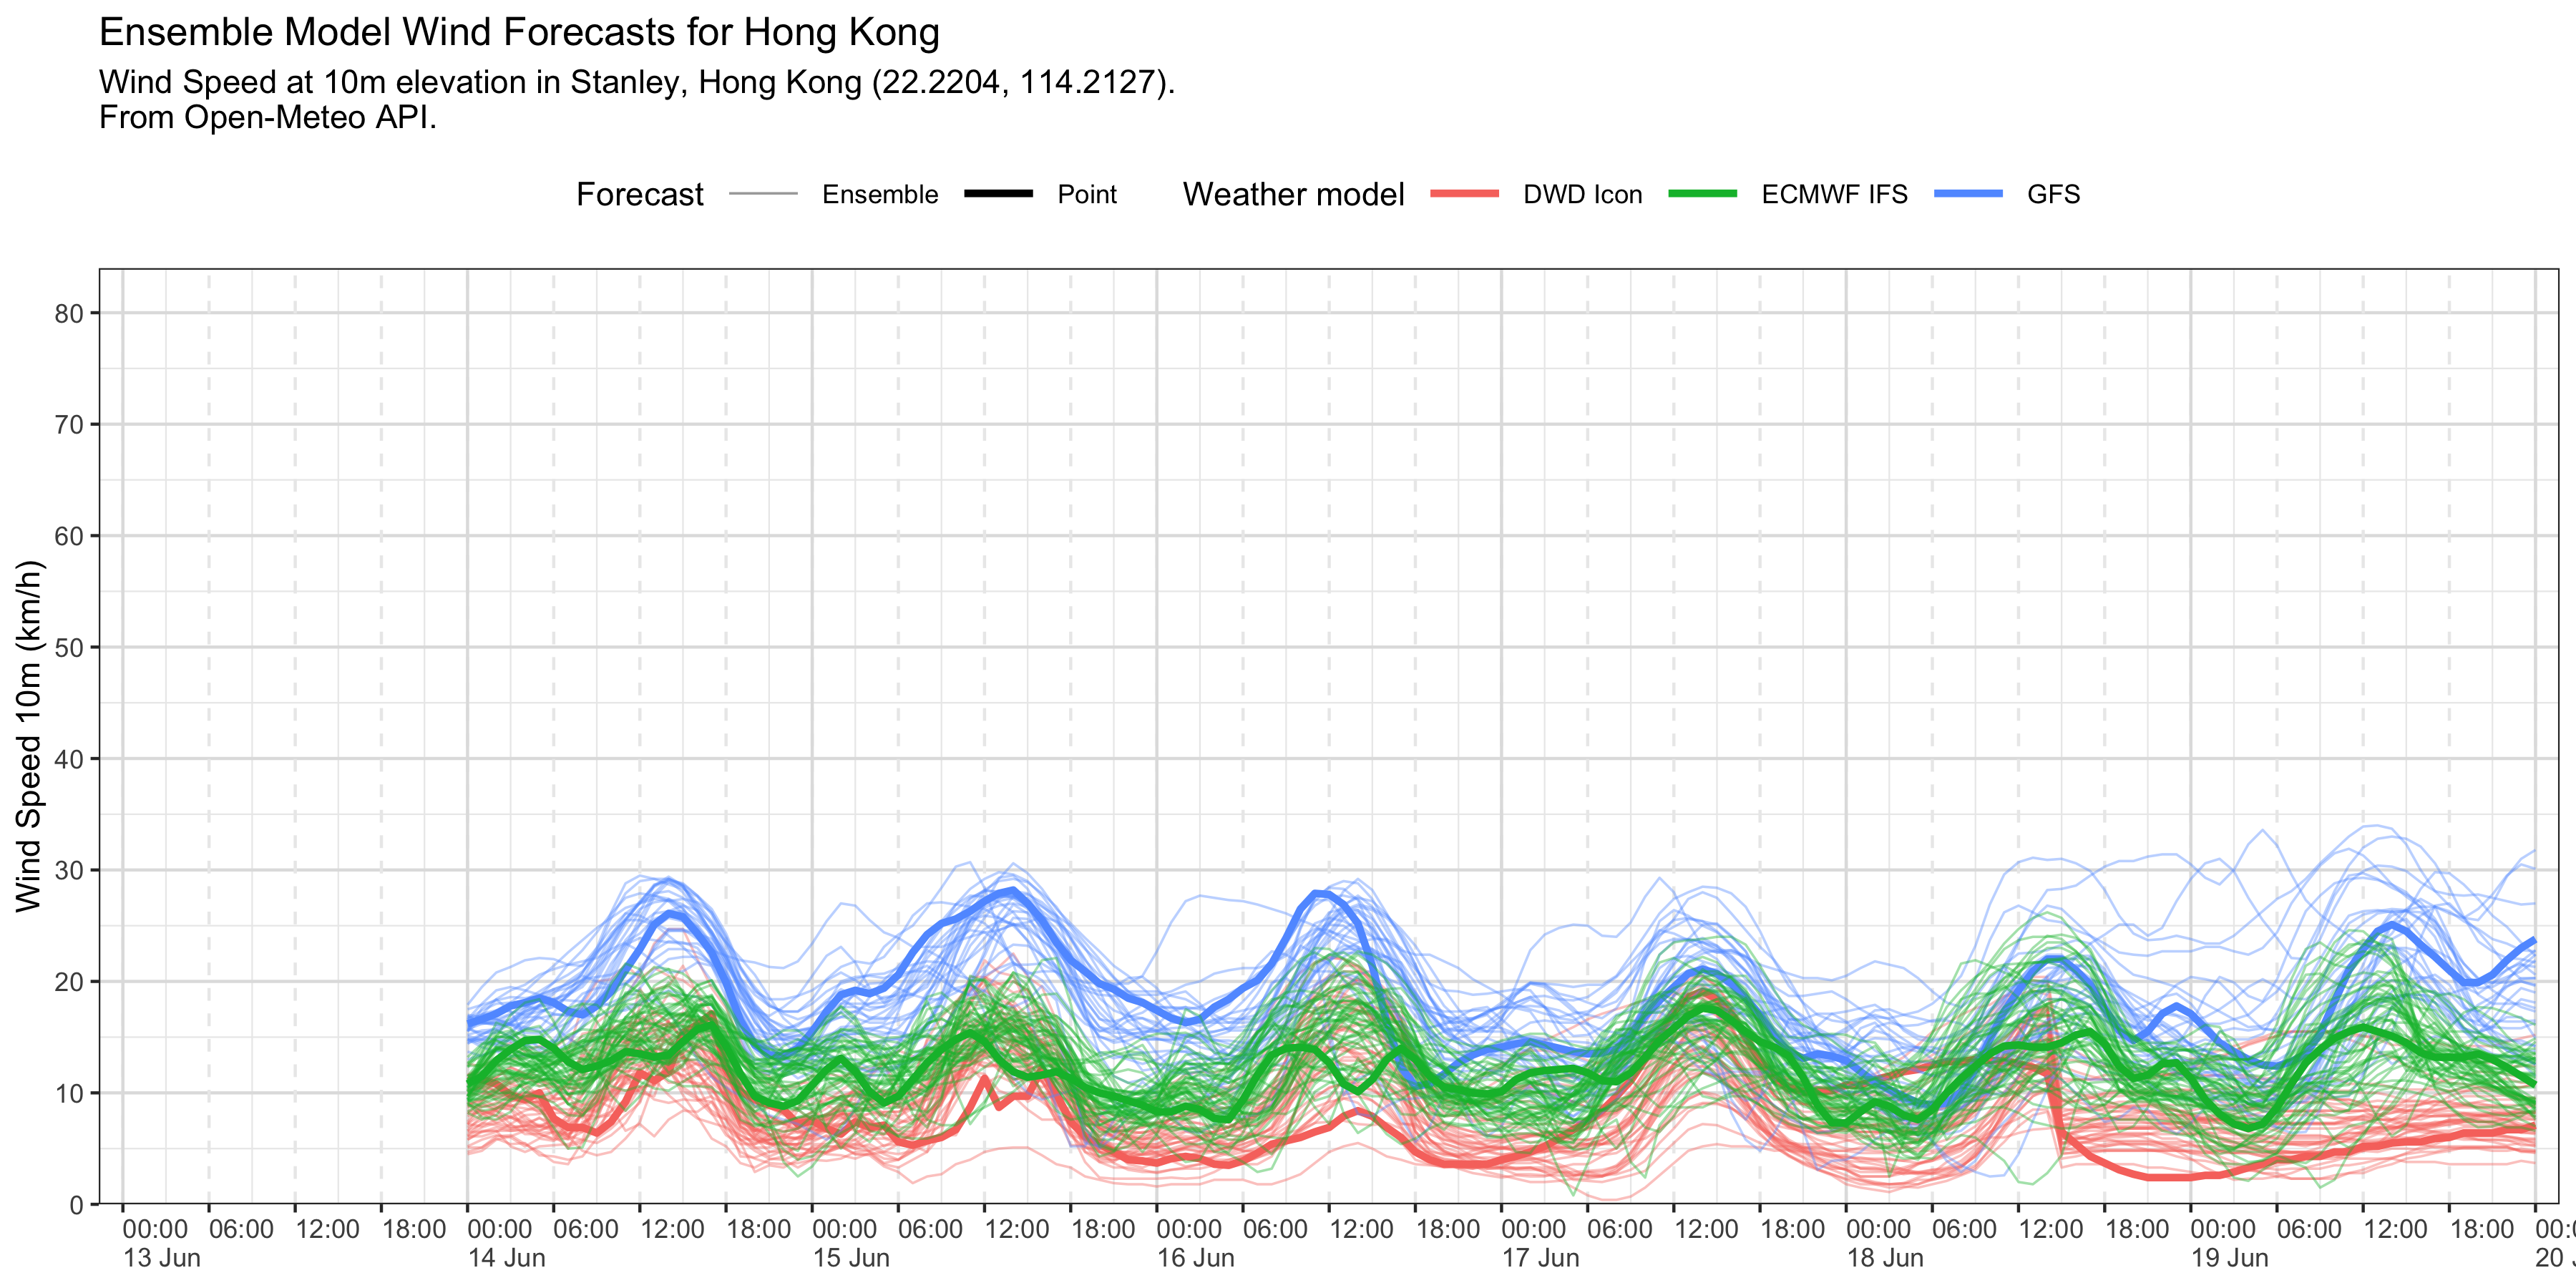 Ensemble Model Wind Forecasts for Hong Kong
Wind Speed at 10m elevation in Stanley, Hong Kong (22.2204, 114.2127).
From Open-Meteo API.
Forecast Ensemble Point Weather model DWD Icon ECMWF IFS GFS
Wind Speed 10m (km/h)
80
70
60
50
40
30
20
10
0
00:00 06:00 12:00 18:00 00:00 06:00 12:00 18:00 00:00 06:00 12:00 18:00 00:00 06:00 12:00 18:00 00:00 06:00 12:00 18:00 00:00 06:00 12:00 18:00 00:00 06:00 12:00 18:00
13 Jun 14 Jun 15 Jun 16 Jun 17 Jun 18 Jun 19 Jun 20